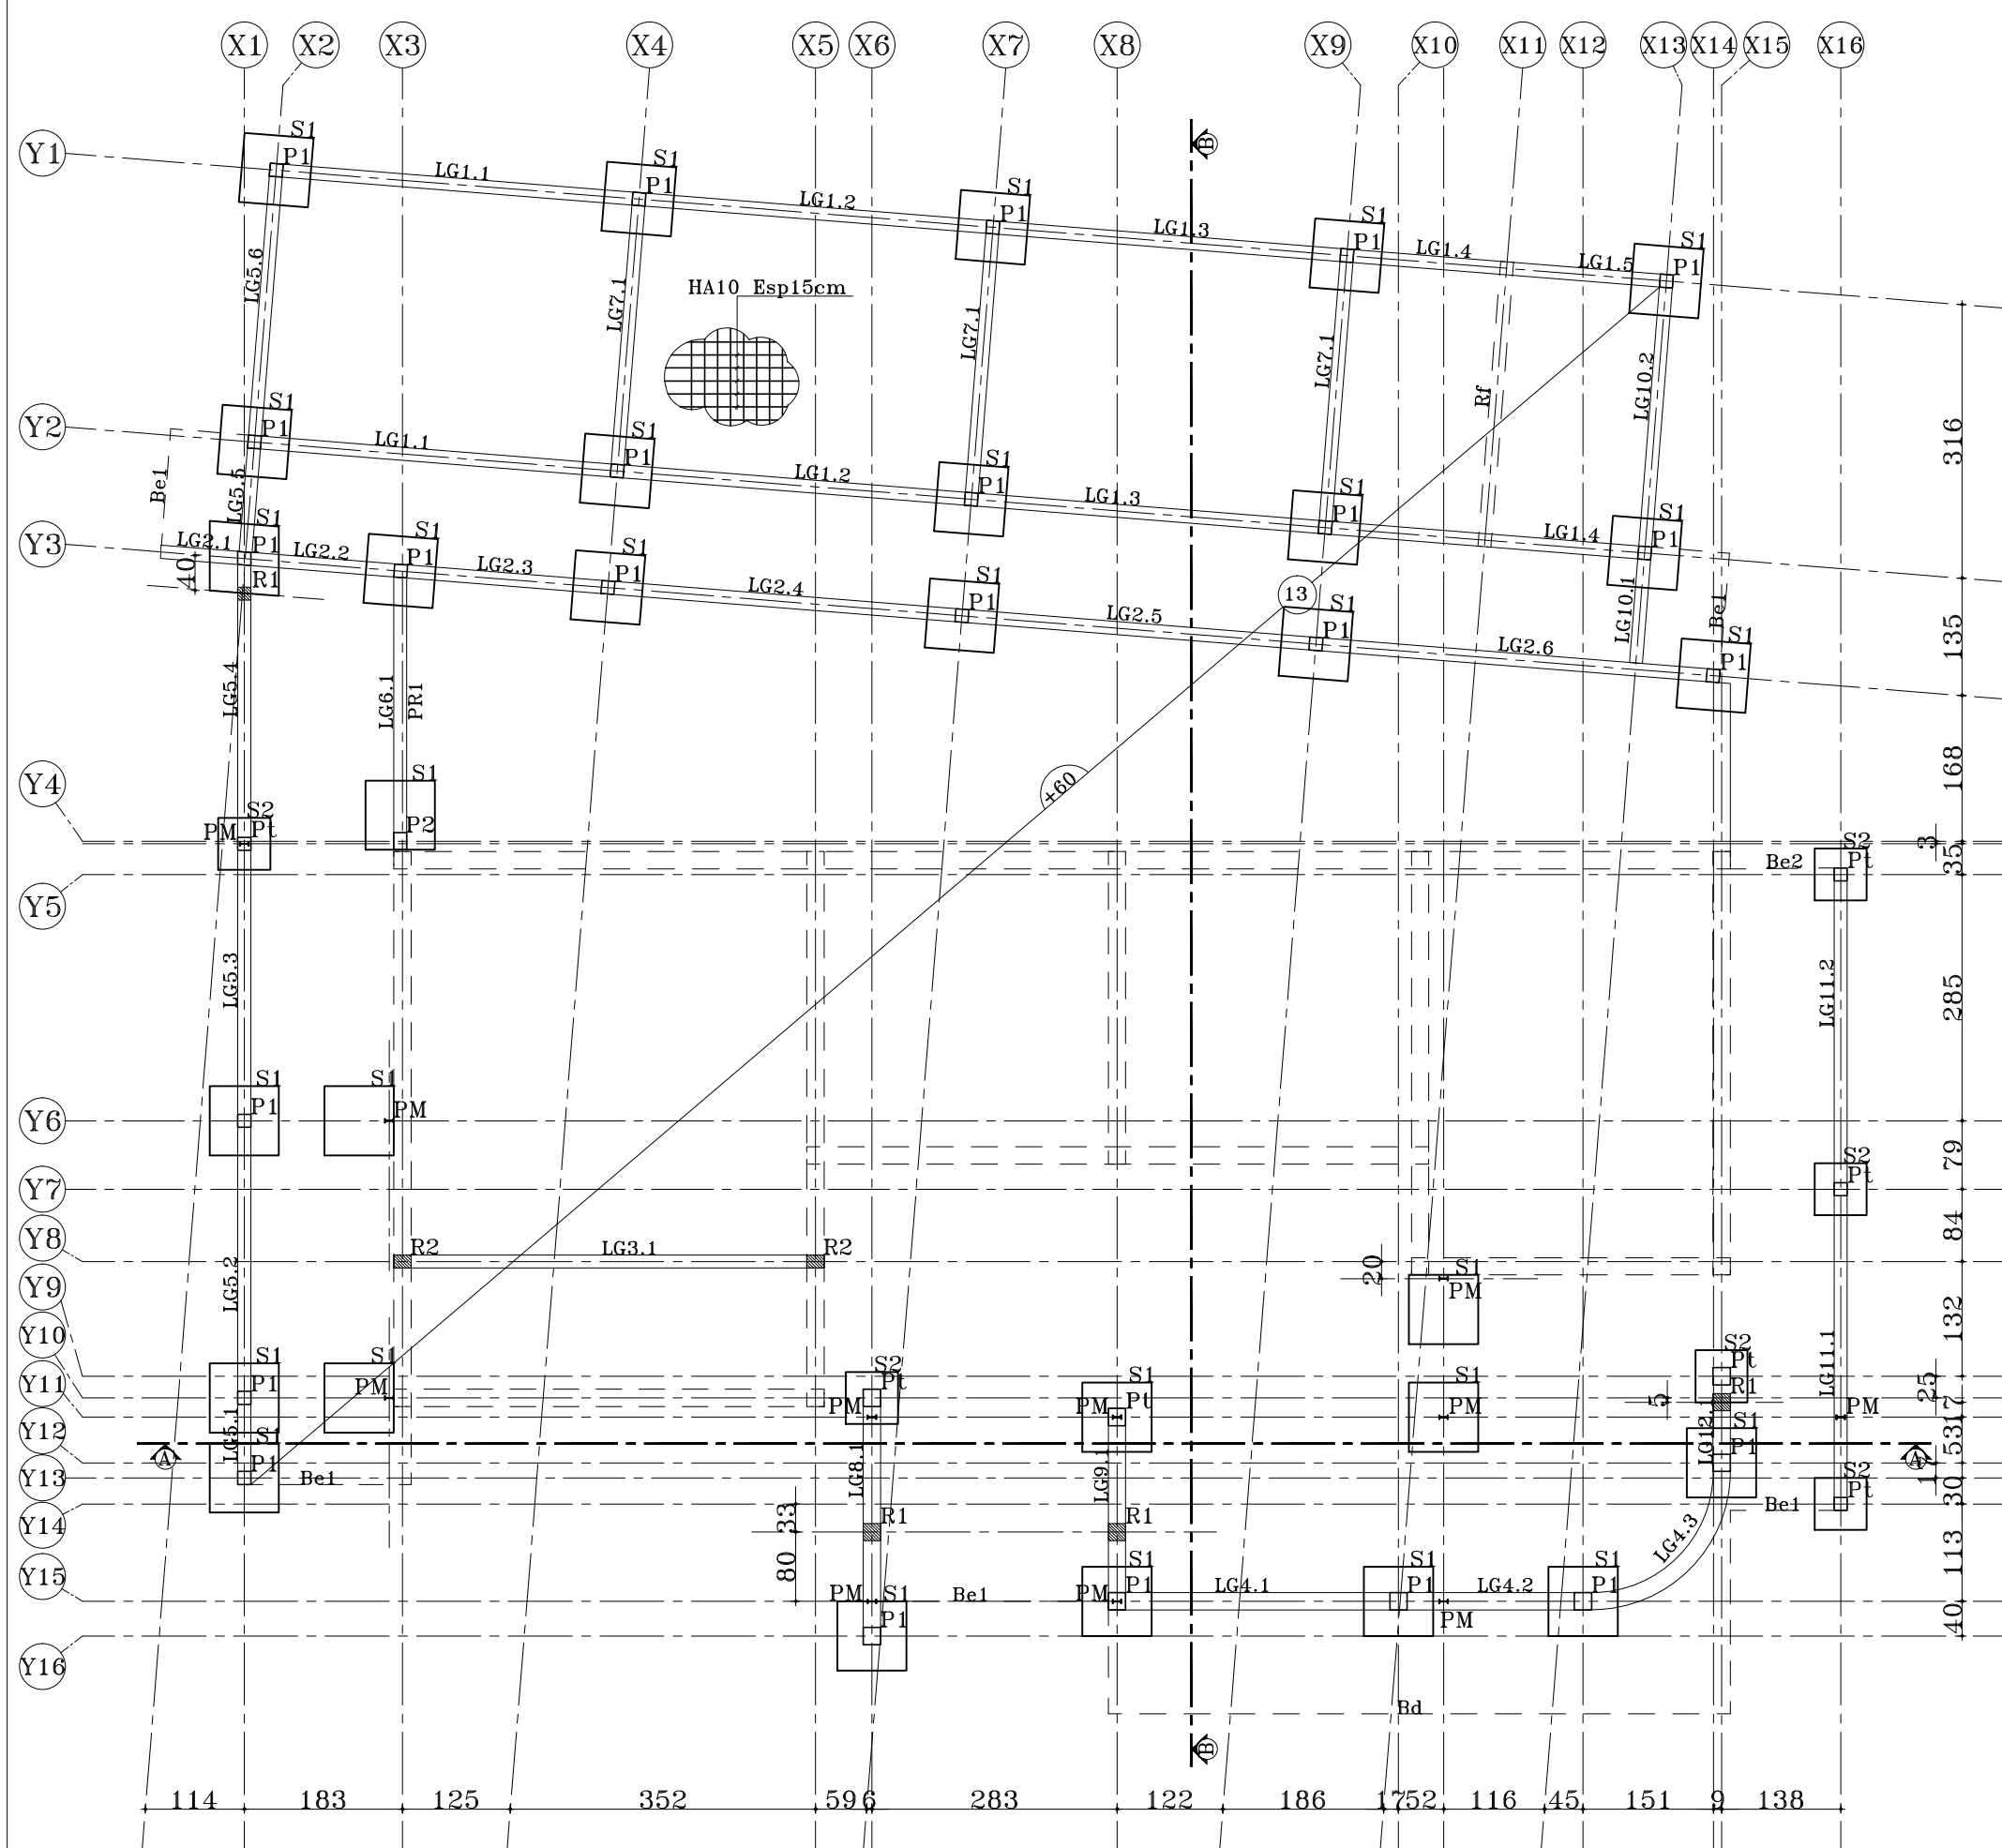 X1 X2 X3 X4 X5 X6 X7 X8 X9 X10 X11 X12 X13 X14 X15 X16
Y1 S1 P1 LG1.1 S1 P1 LG1.2 S1 P1 LG1.3 S1 P1 LG1.4 LG1.5 S1 P1
B
LG5.6 LG7.1 HA10 Esp15cm LG7.1 LG7.1 Rf LG10.2
316
Y2 S1 P1 LG1.1 S1 P1 LG1.2 S1 P1 LG1.3 S1 P1 LG1.4 S1 P1
Be1 LG5.5
Y3 LG2.1 S1 P1 LG2.2 S1 P1 LG2.3 S1 P1 LG2.4 S1 P1 LG2.5 S1 P1 LG2.6 S1 P1
40 R1 13 LG10.1 Be1 135
LG5.4 LG6.1 PR1
+60 168
Y4 PM S2 Pt S1 P2
3
Be2 S2 Pt 35
Y5
LG5.3 LG11.2 285
Y6 S1 P1 S1 PM
79
Y7 S2 Pt
84
Y8 R2 LG3.1 R2
LG5.2 20 S1 PM
132
Y9
Y10 LG11.1
Y11 S1 P1 S1 PM S2 Pt PM S1 Pt PM S1 PM S2 Pt R1 5 PM 25
17
53
Y12 LG5.1 S1 P1 LG8.1 LG9.1 LG12.1 S1 P1
A A
Y13 Be1 S2 Pt
30
Y14 33 R1 R1 LG4.3 Be1
80 113
Y15 PM S1 P1 Be1 PM S1 P1 LG4.1 S1 P1 LG4.2 PM S1 P1
40
Y16
Bd
B
114 183 125 352 59 6 283 122 186 17 52 116 45 151 9 138